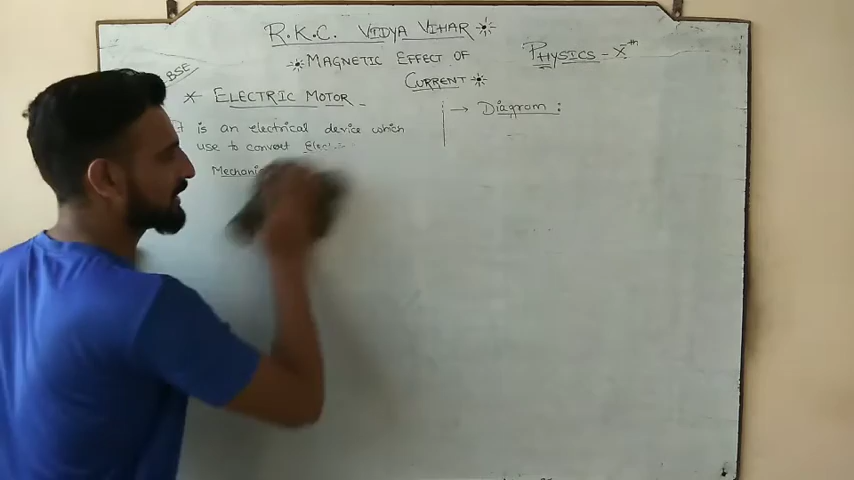 R.K.C. VIDYA VIHAR
MAGNETIC EFFECT OF
CURRENT
PHYSICS - X th
BSE
* ELECTRIC MOTOR -
is an electrical device which
use to convert
→ Diagram :